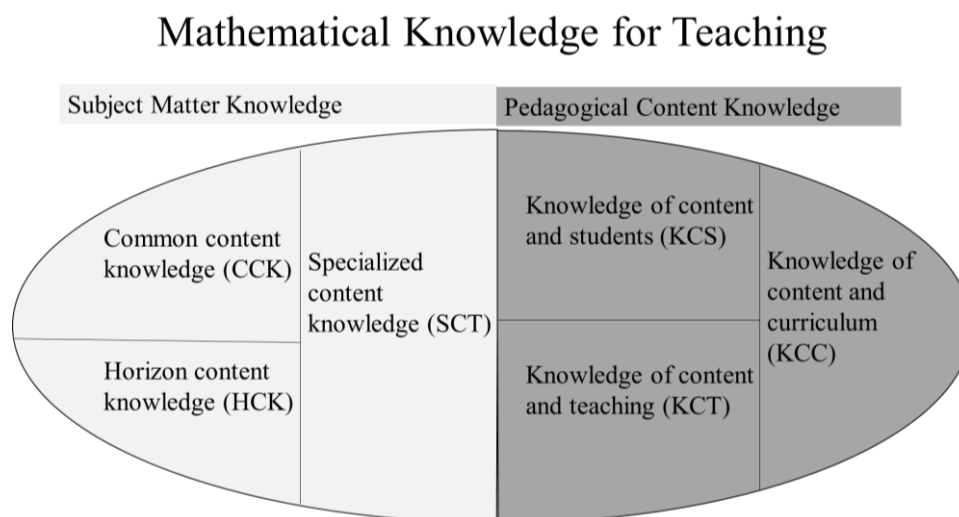 Mathematical Knowledge for Teaching
Subject Matter Knowledge
Pedagogical Content Knowledge
Common content
knowledge (CCK)
Horizon content
knowledge (HCK)
Specialized
content
knowledge (SCT)
Knowledge of content
and students (KCS)
Knowledge of content
and teaching (KCT)
Knowledge of
content and
curriculum
(KCC)